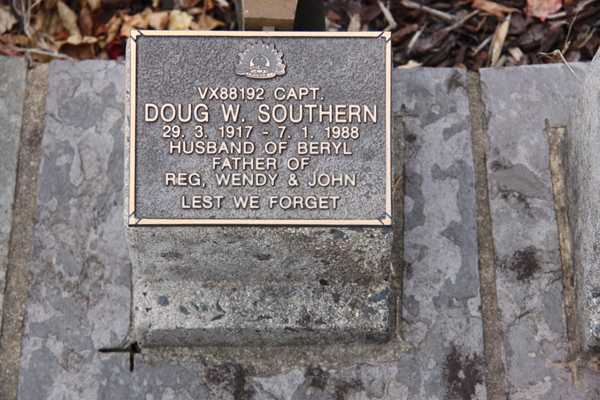 VX88192 CAPT.
DOUG W. SOUTHERN
29. 3. 1917 - 7. 1. 1988
HUSBAND OF BERYL
FATHER OF
REG, WENDY & JOHN
LEST WE FORGET